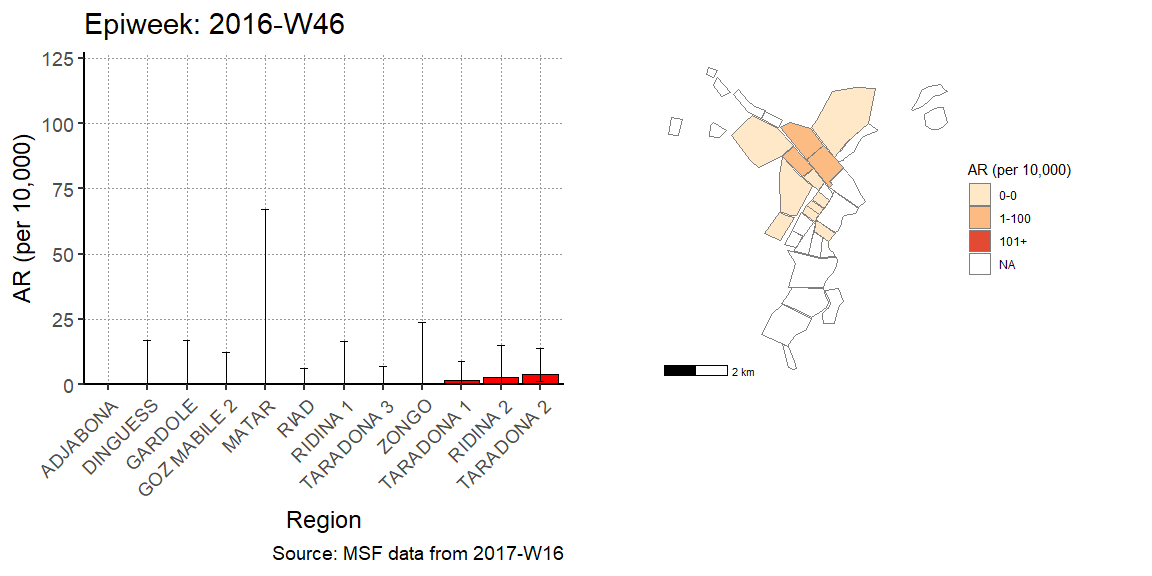 Epiweek: 2016-W46
AR (per 10,000)
125
100
75
50
25
0
ADJABONA
DINGUESS
GARDOLE
GOZ MABILE 2
MATAR
RIAD
RIDINA 1
TARADONA 3
ZONGO
TARADONA 1
RIDINA 2
TARADONA 2
Region
Source: MSF data from 2017-W16
AR (per 10,000)
0-0
1-100
101+
NA
2 km